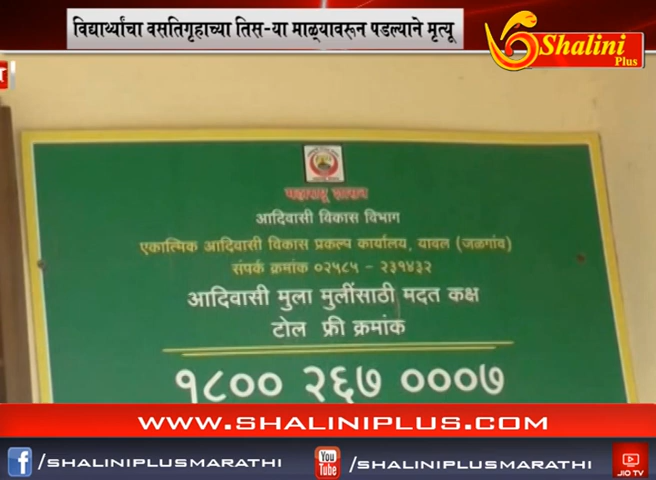 विद्यार्थ्यांचा वसतिगृहाच्या तिस-या माळ्यावरून पडल्याने मृत्यू
Shalini
Plus
महाराष्ट्र शासन
आदिवासी विकास विभाग
एकात्मिक आदिवासी विकास प्रकल्प कार्यालय, यावल (जळगांव)
संपर्क क्रमांक ०२५८५ - २३१४३२
आदिवासी मुला मुलींसाठी मदत कक्ष
टोल फ्री क्रमांक
१८०० २६७ ०००७
WWW.SHALINIPLUS.COM
/SHALINIPLUSMARATHI
You Tube
/SHALINIPLUSMARATHI
JIO TV